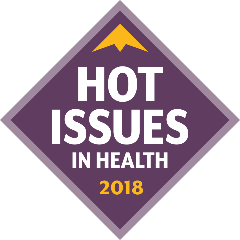 HOT
ISSUES
IN HEALTH
2018